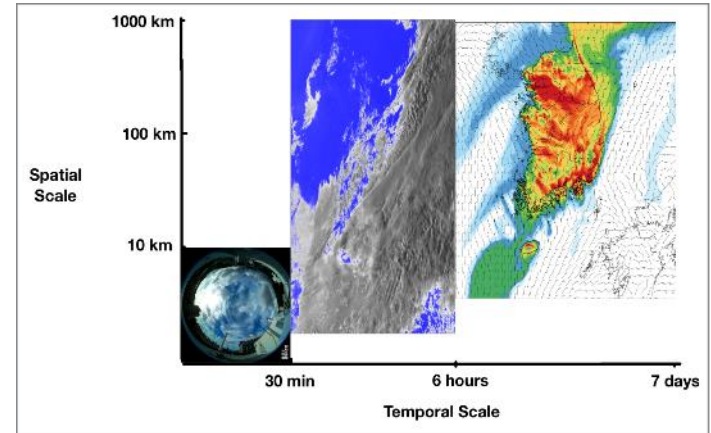 1000 km
100 km
Spatial
Scale
10 km
30 min
6 hours
7 days
Temporal Scale